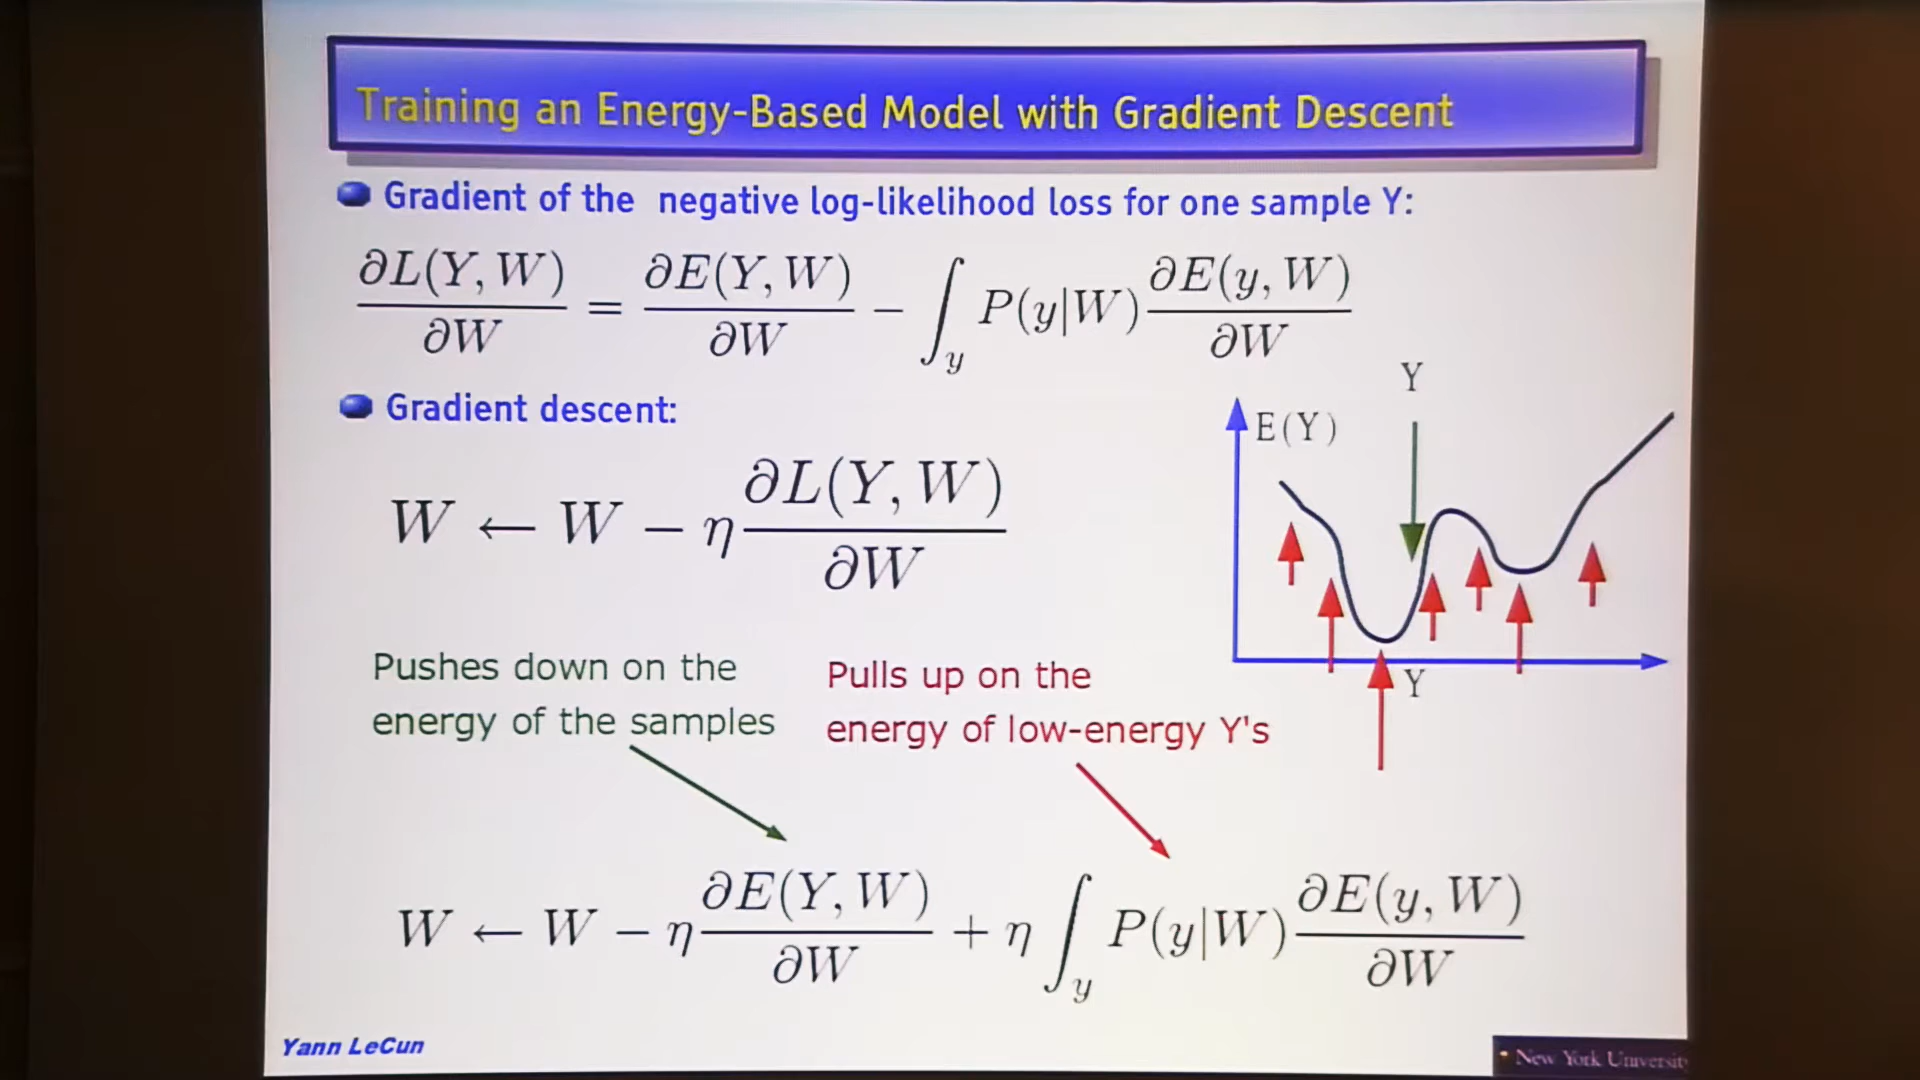 Training an Energy-Based Model with Gradient Descent
Gradient of the negative log-likelihood loss for one sample Y:
∂L(Y, W)/∂W = ∂E(Y, W)/∂W − ∫_y P(y|W) ∂E(y, W)/∂W
Gradient descent:
W ← W − η ∂L(Y, W)/∂W
Y
E(Y)
Y
Pushes down on the
energy of the samples
Pulls up on the
energy of low-energy Y's
W ← W − η ∂E(Y, W)/∂W + η ∫_y P(y|W) ∂E(y, W)/∂W
Yann LeCun
New York University